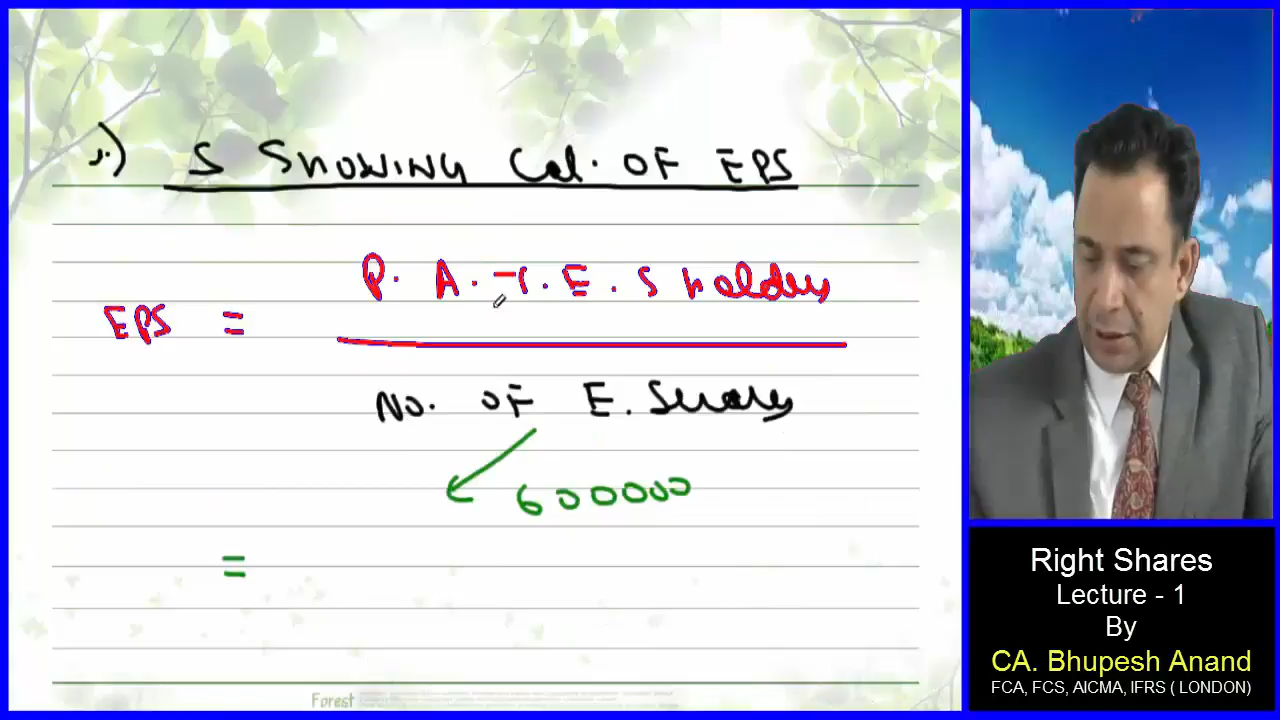 S SHOWING Cal. OF EPS
P. A. T. E. Sholders
EPS =
No. OF E. Shares
600000
=
Forest
Right Shares
Lecture - 1
By
CA. Bhupesh Anand
FCA, FCS, AICMA, IFRS ( LONDON)